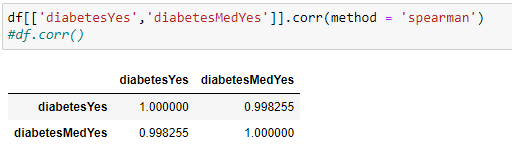 df[['diabetesYes','diabetesMedYes']].corr(method = 'spearman')
#df.corr()
diabetesYes diabetesMedYes
diabetesYes 1.000000 0.998255
diabetesMedYes 0.998255 1.000000